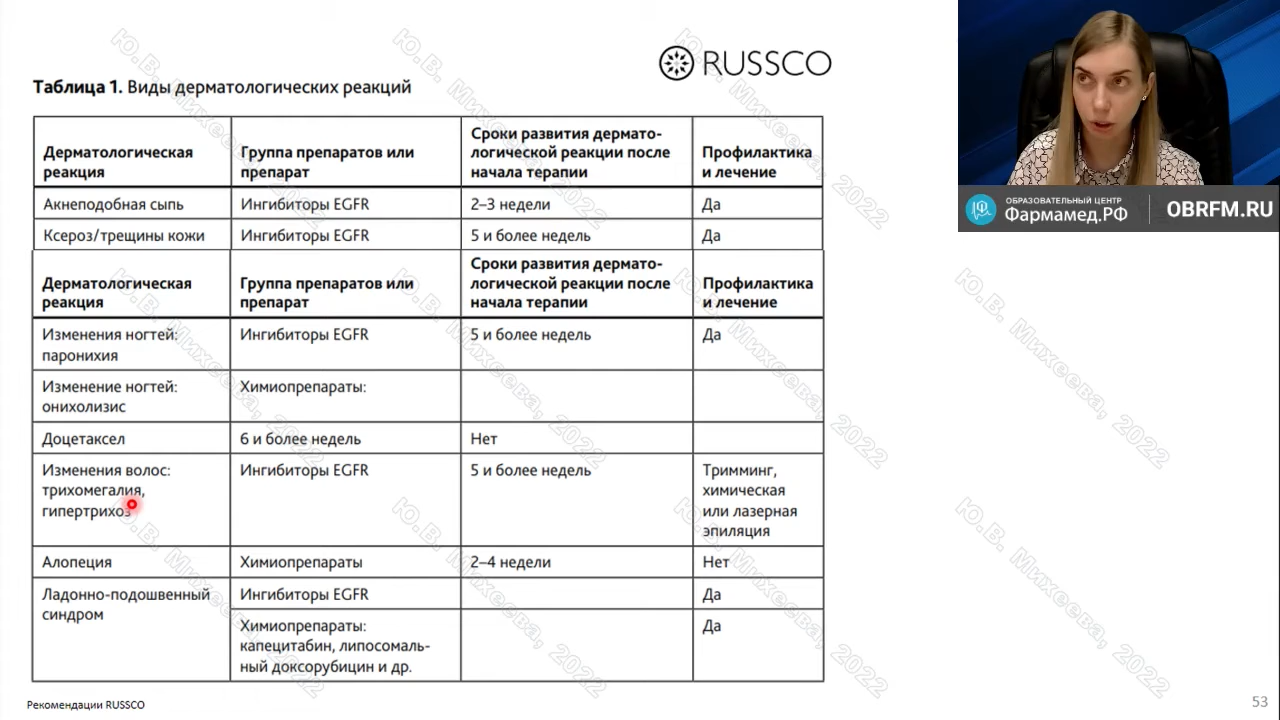 RUSSCO
Таблица 1. Виды дерматологических реакций
Дерматологическая реакция
Группа препаратов или препарат
Сроки развития дермато-
логической реакции после
начала терапии
Профилактика и лечение
Акнеподобная сыпь
Ингибиторы EGFR
2–3 недели
Да
Ксероз/трещины кожи
Ингибиторы EGFR
5 и более недель
Да
Дерматологическая
реакция
Группа препаратов или
препарат
Сроки развития дермато-
логической реакции после
начала терапии
Профилактика
и лечение
Изменения ногтей:
паронихия
Ингибиторы EGFR
5 и более недель
Да
Изменение ногтей:
онихолизис
Химиопрепараты:
Доцетаксел
6 и более недель
Нет
Изменения волос:
трихомегалия,
гипертрихоз
Ингибиторы EGFR
5 и более недель
Тримминг,
химическая
или лазерная
эпиляция
Алопеция
Химиопрепараты
2–4 недели
Нет
Ладонно-подошвенный
синдром
Ингибиторы EGFR
Да
Химиопрепараты:
капецитабин, липосомаль-
ный доксорубицин и др.
Да
Рекомендации RUSSCO
53
ОБРАЗОВАТЕЛЬНЫЙ ЦЕНТР
Фармамед.РФ
OBRFM.RU
Ю.В. Михеева, 2022